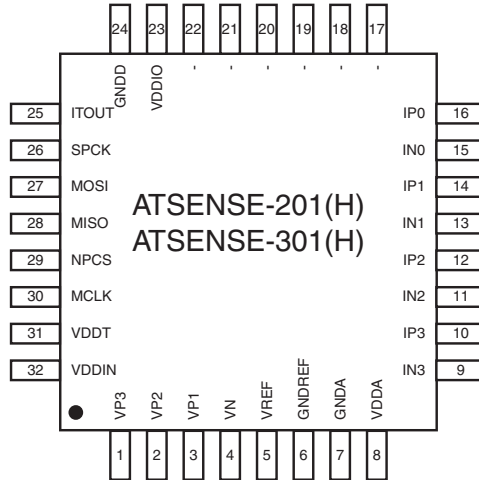 24 23 22 21 20 19 18 17
GNDD VDDIO - - - - - -
25 ITOUT IP0 16
26 SPCK IN0 15
27 MOSI IP1 14
28 MISO IN1 13
29 NPCS IP2 12
30 MCLK IN2 11
31 VDDT IP3 10
32 VDDIN IN3 9
ATSENSE-201(H)
ATSENSE-301(H)
VP3 VP2 VP1 VN VREF GNDREF GNDA VDDA
1 2 3 4 5 6 7 8